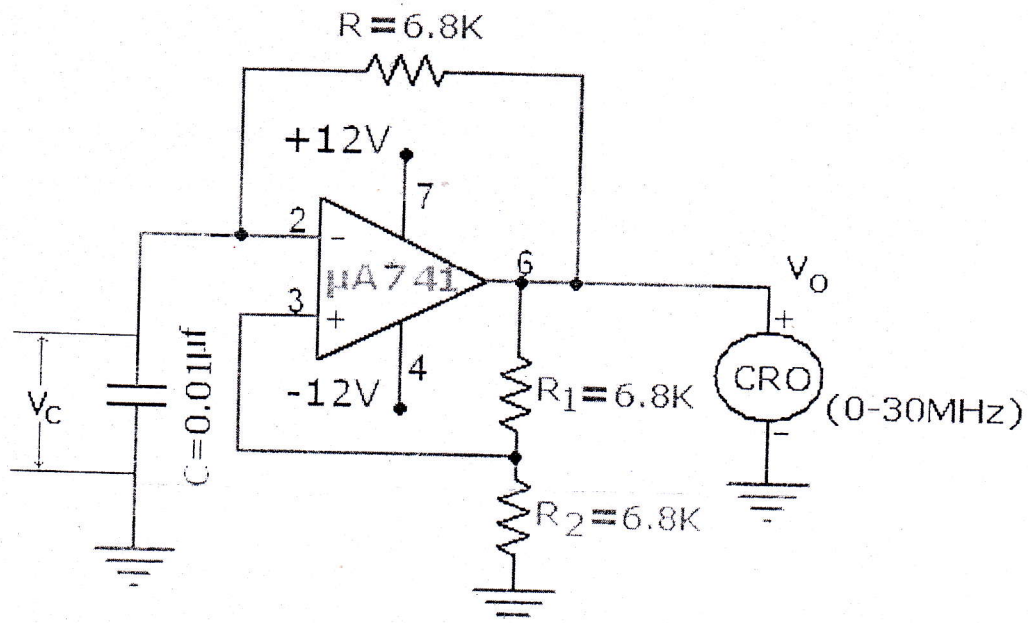 R=6.8K
+12V
7
2
-
μA741
6
3
+
4
-12V
Vo
+
CRO
-
(0-30MHz)
VC
C=0.01μf
R1=6.8K
R2=6.8K